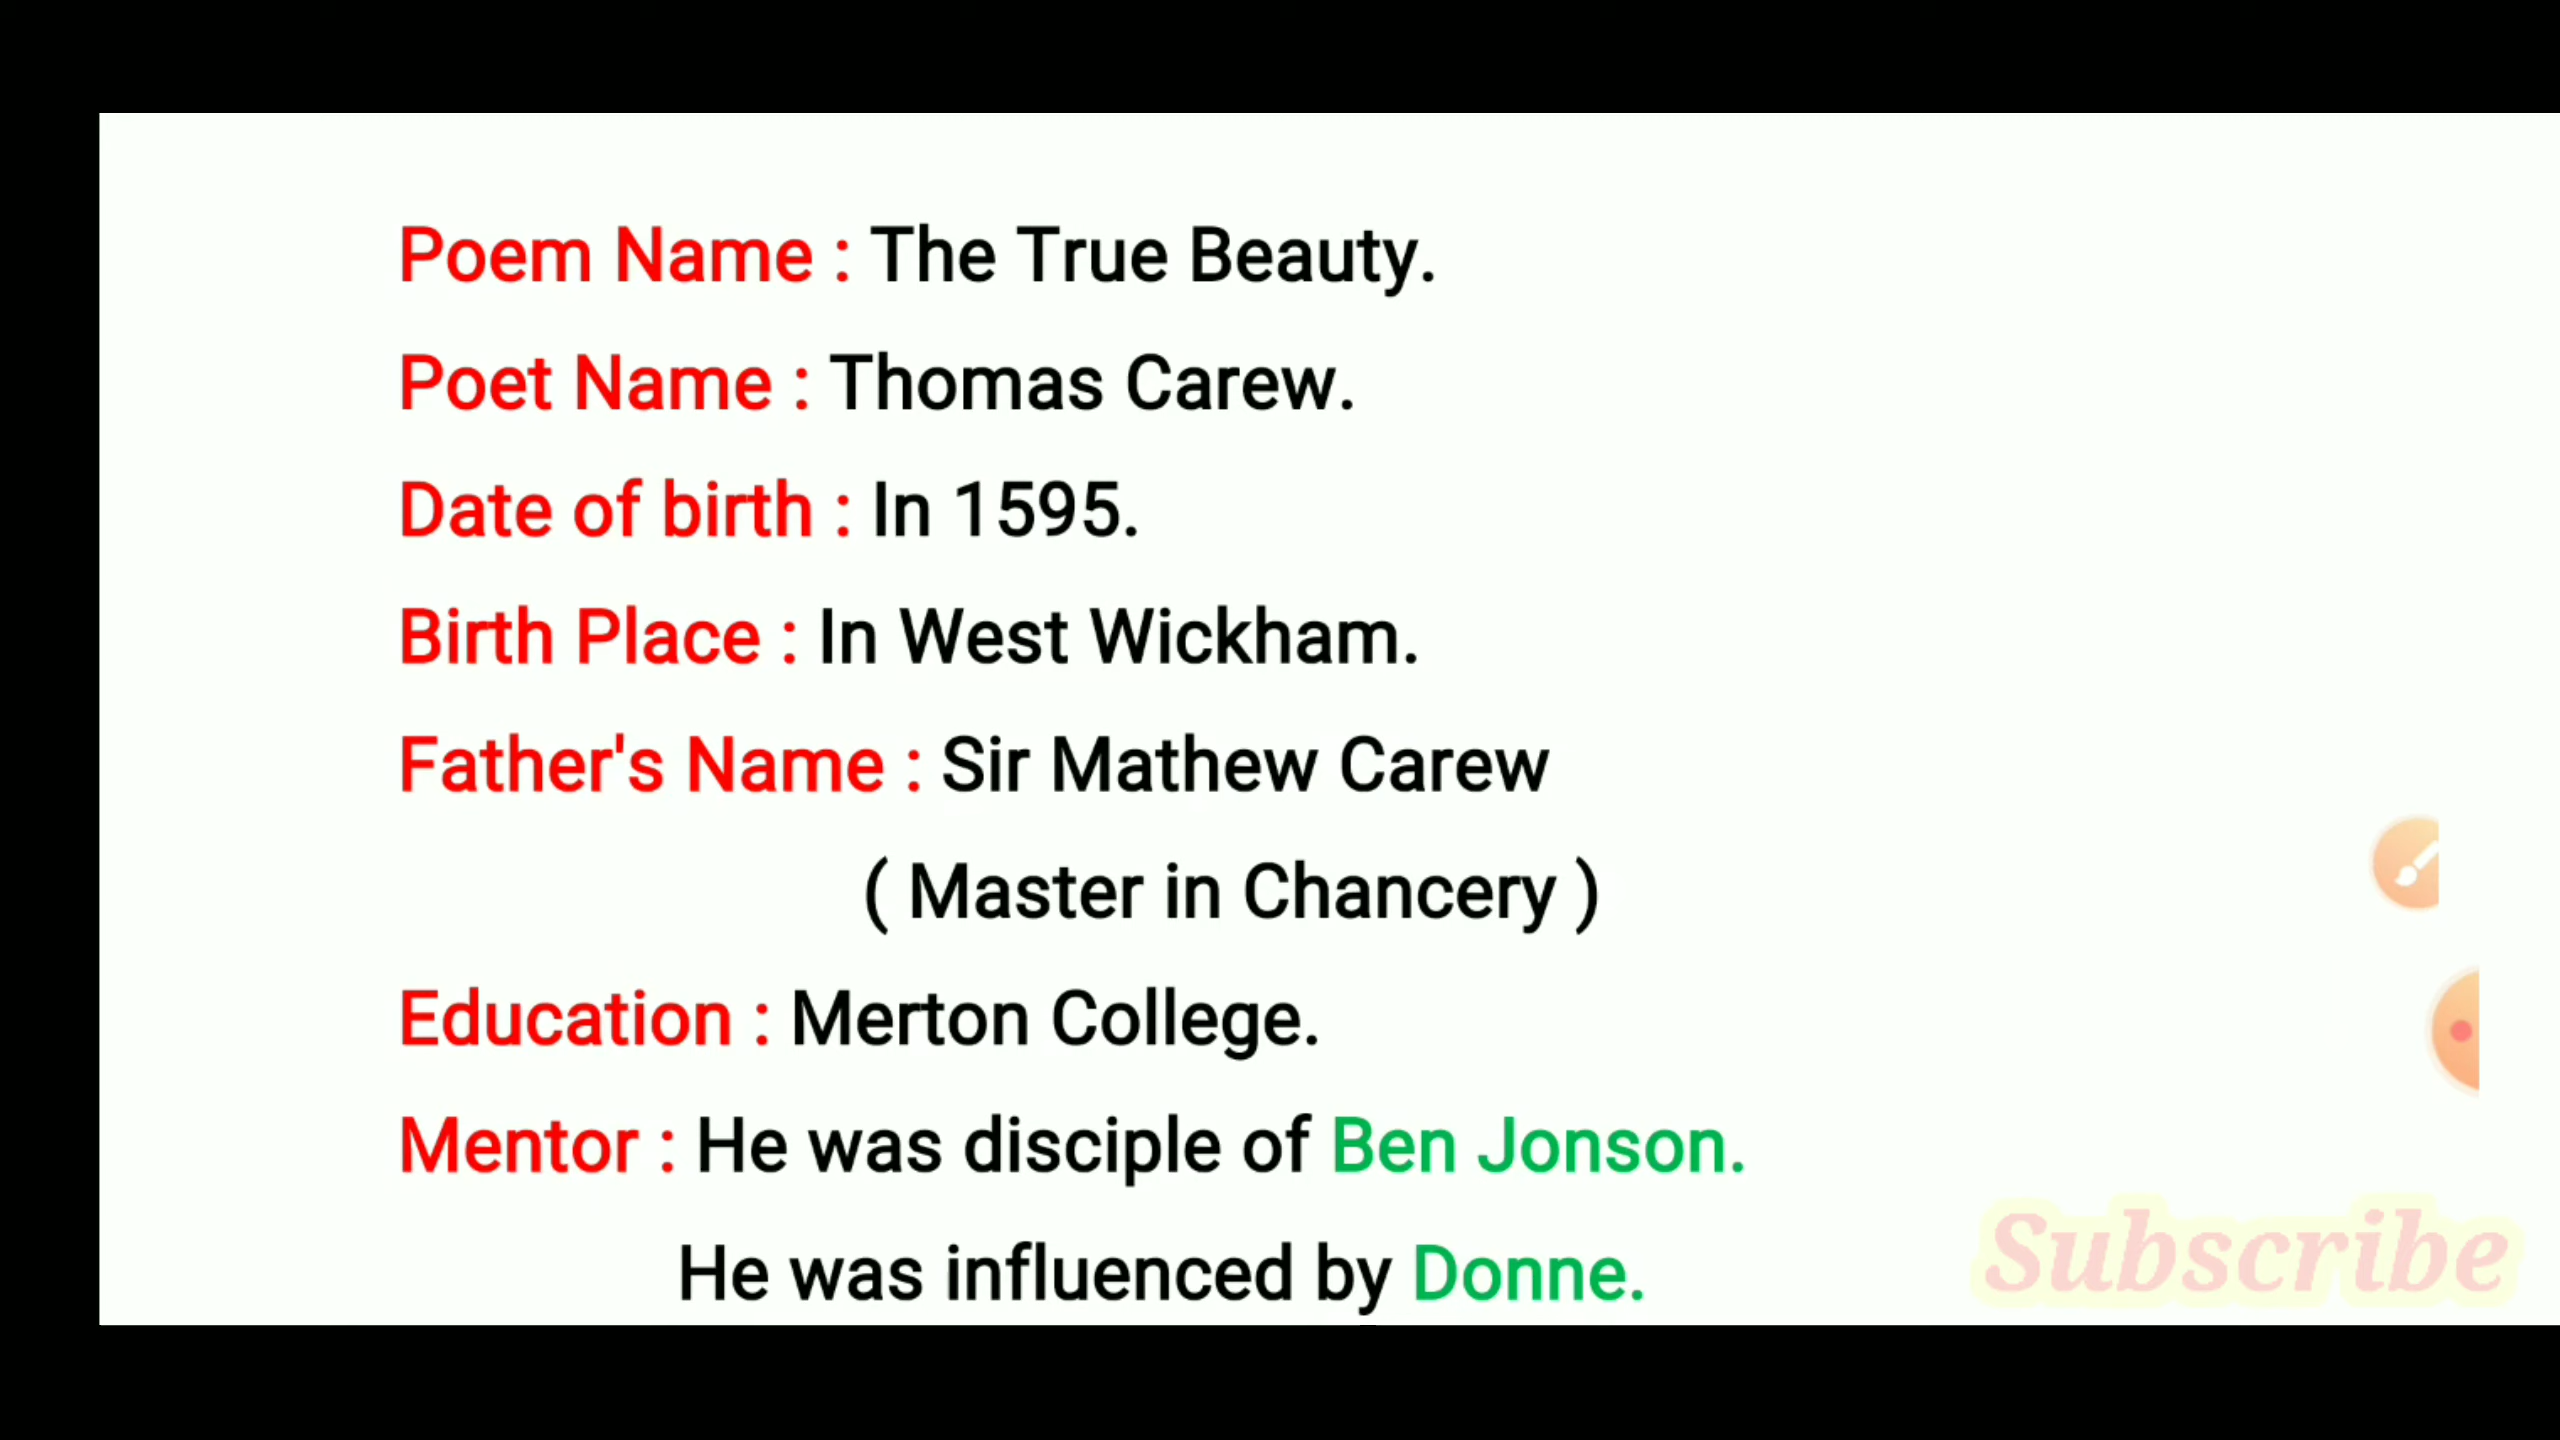 Poem Name : The True Beauty.
Poet Name : Thomas Carew.
Date of birth : In 1595.
Birth Place : In West Wickham.
Father's Name : Sir Mathew Carew
( Master in Chancery )
Education : Merton College.
Mentor : He was disciple of Ben Jonson.
He was influenced by Donne.
Subscribe